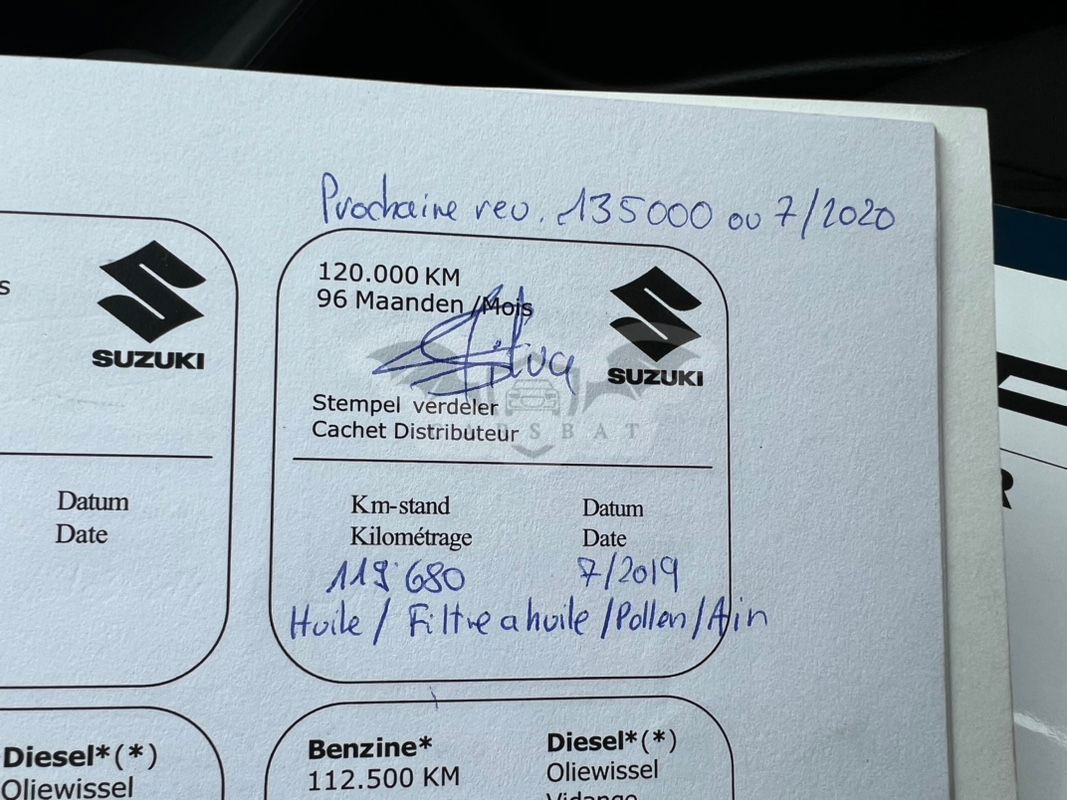 Prochaine rev. 135000 ou 7/2020
s
SUZUKI
Datum
Date
120.000 KM
96 Maanden /Mois
SUZUKI
Stempel verdeler
Cachet Distributeur
CARSBAT
Km-stand
Kilométrage
Datum
Date
119'680
7/2019
Huile / Filtre a huile /Pollen/Air
Diesel*(*)
Oliewissel
Benzine*
112.500 KM
Diesel*(*)
Oliewissel
Vidange
R